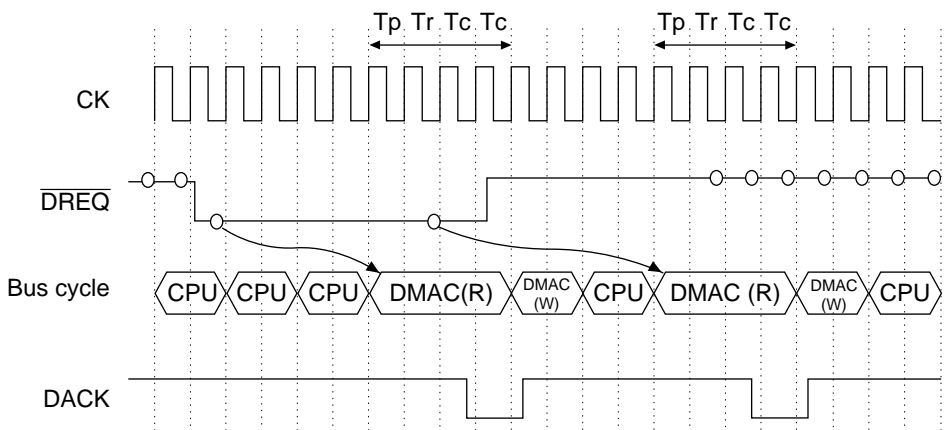 Tp Tr Tc Tc Tp Tr Tc Tc
CK
DREQ
Bus cycle CPU CPU CPU DMAC(R) DMAC (W) CPU DMAC (R) DMAC (W) CPU
DACK